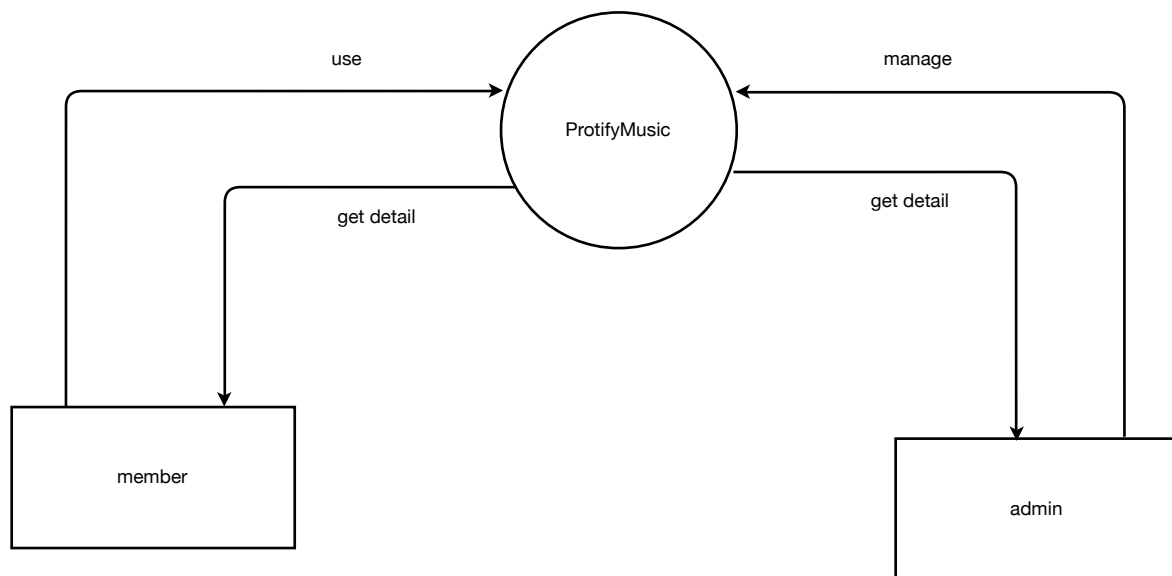 use
manage
ProtifyMusic
get detail
get detail
member
admin